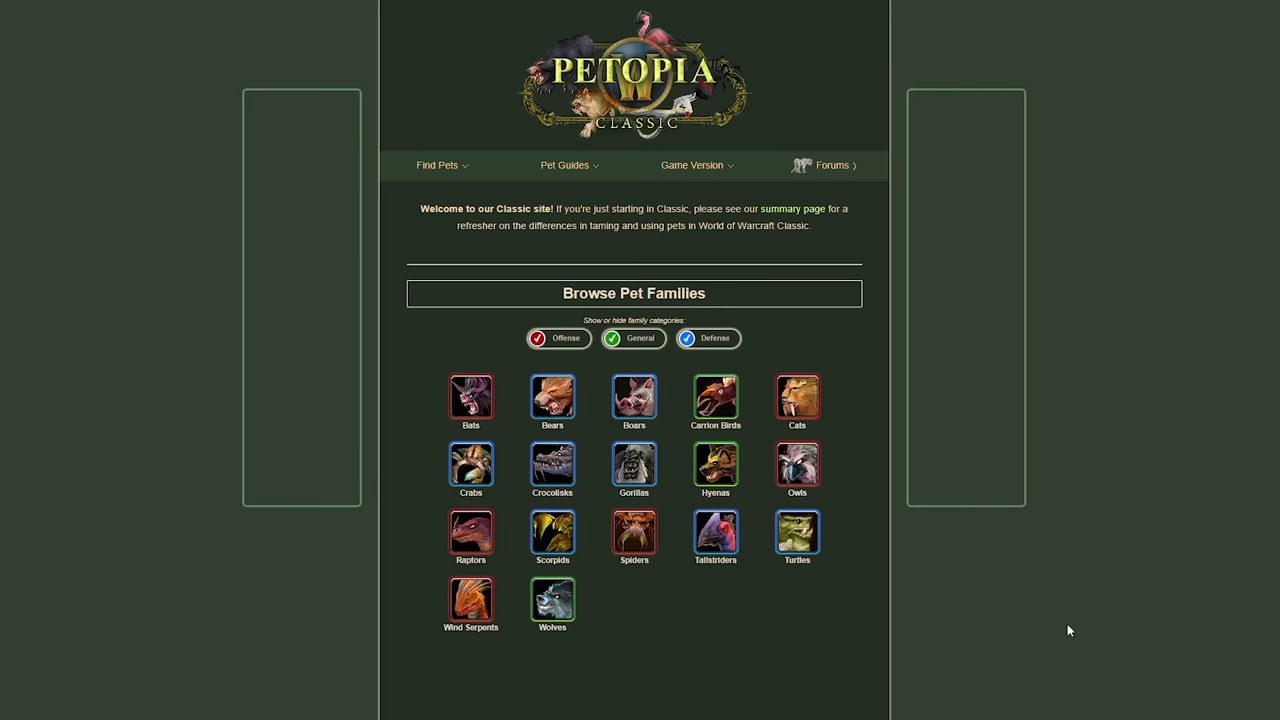 PETOPIA
CLASSIC
Find Pets
Pet Guides
Game Version
Forums
Welcome to our Classic site! If you're just starting in Classic, please see our summary page for a
refresher on the differences in taming and using pets in World of Warcraft Classic.
Browse Pet Families
Show or hide family categories:
Offense
General
Defense
Bats
Bears
Boars
Carrion Birds
Cats
Crabs
Crocolisks
Gorillas
Hyenas
Owls
Raptors
Scorpids
Spiders
Tallstriders
Turtles
Wind Serpents
Wolves